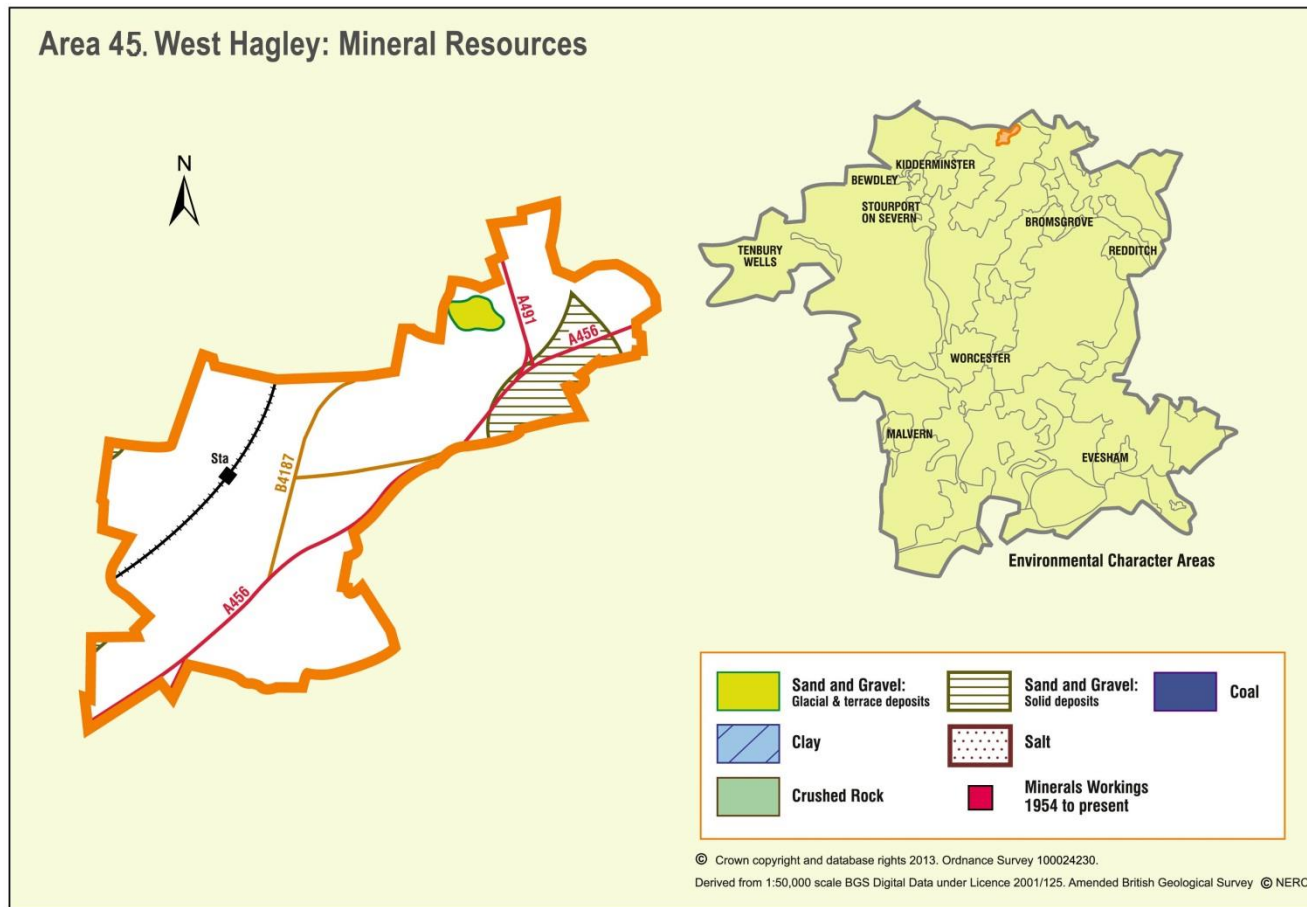 Area 45. West Hagley: Mineral Resources
N
A491
A456
Sta
B4187
A456
KIDDERMINSTER
BEWDLEY
STOURPORT
ON SEVERN
BROMSGROVE
TENBURY
WELLS
REDDITCH
WORCESTER
MALVERN
EVESHAM
Environmental Character Areas
Sand and Gravel:
Glacial & terrace deposits
Sand and Gravel:
Solid deposits
Coal
Clay
Salt
Crushed Rock
Minerals Workings
1954 to present
© Crown copyright and database rights 2013. Ordnance Survey 100024230.
Derived from 1:50,000 scale BGS Digital Data under Licence 2001/125. Amended British Geological Survey © NERC